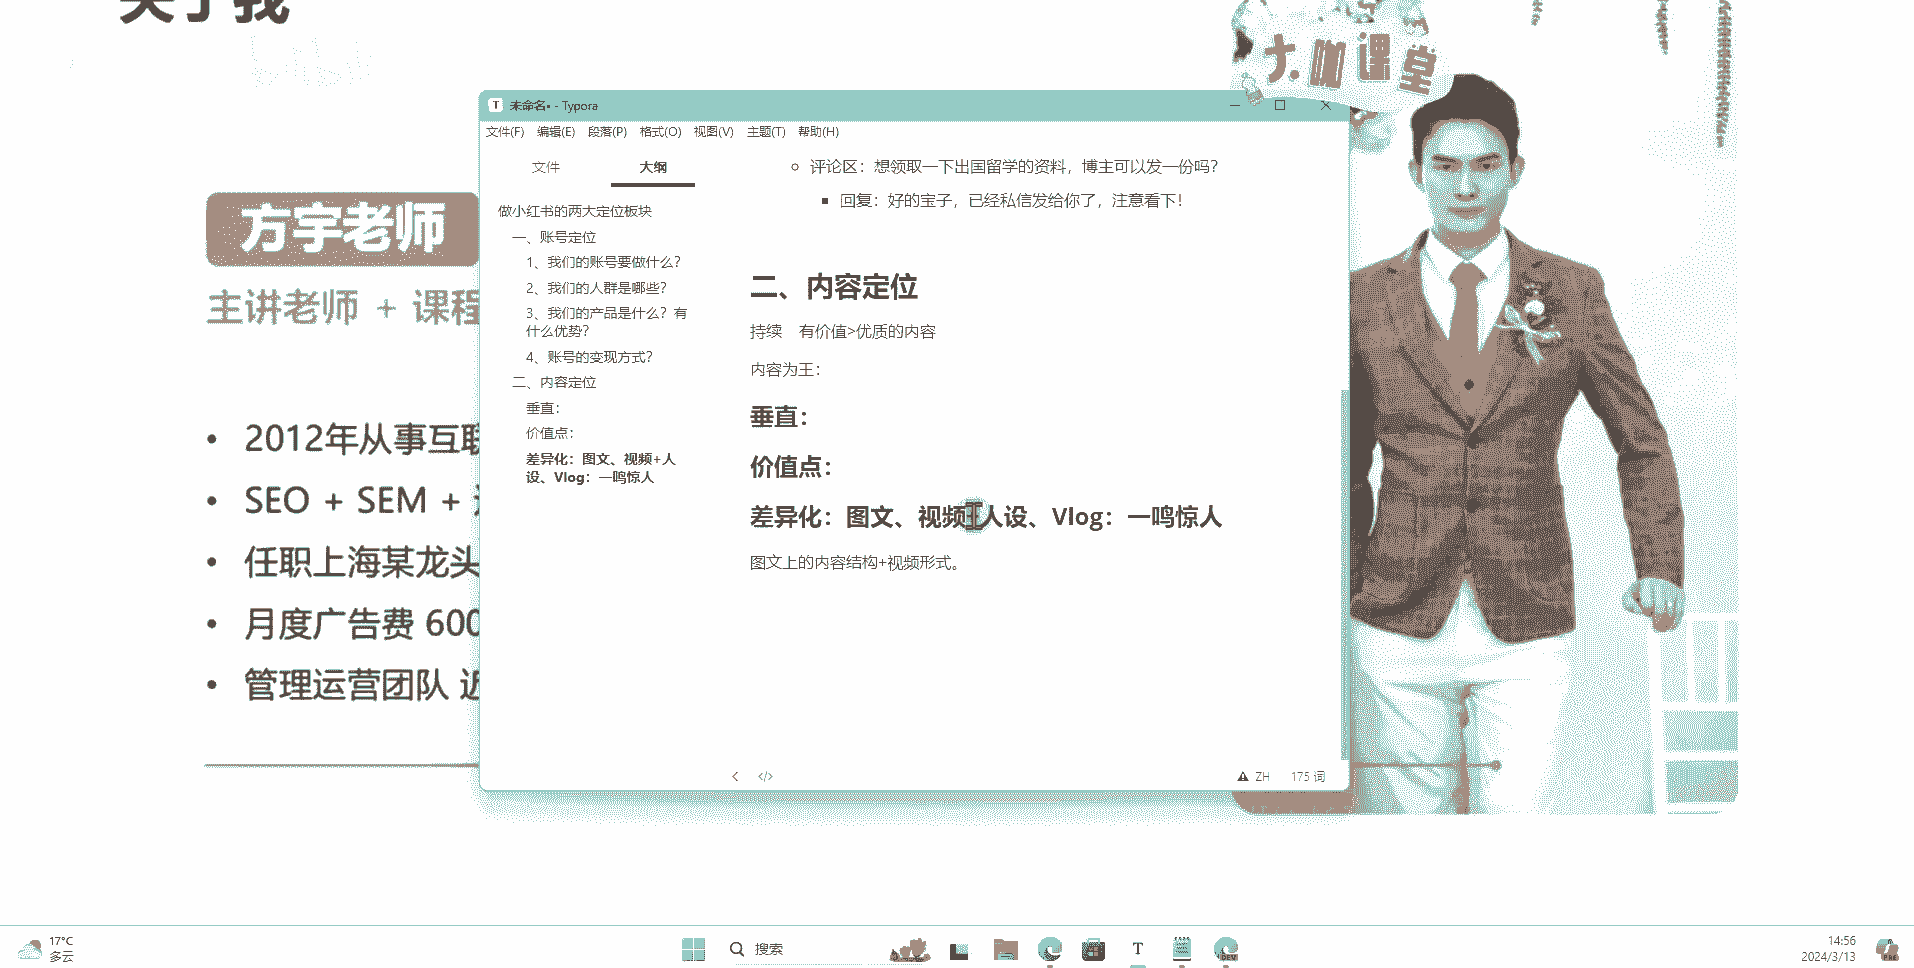 关于我
bilibili
大咖课堂
未命名• - Typora
文件(F) 编辑(E) 段落(P) 格式(O) 视图(V) 主题(T) 帮助(H)
文件 大纲
做小红书的两大定位板块
一、账号定位
1、我们的账号要做什么？
2、我们的人群是哪些？
3、我们的产品是什么？有
什么优势？
4、账号的变现方式？
二、内容定位
垂直：
价值点：
差异化：图文、视频+人
设、Vlog：一鸣惊人
评论区：想领取一下出国留学的资料，博主可以发一份吗？
回复：好的宝子，已经私信发给你了，注意看下！
二、内容定位
持续 有价值>优质的内容
内容为王：
垂直：
价值点：
差异化：图文、视频+人设、Vlog：一鸣惊人
图文上的内容结构+视频形式。
</> ZH 175 词
方宇老师
主讲老师 + 课程
2012年从事互联
SEO + SEM +
任职上海某龙头
月度广告费 600
管理运营团队 近
17°C
多云
搜索
14:56
2024/3/13